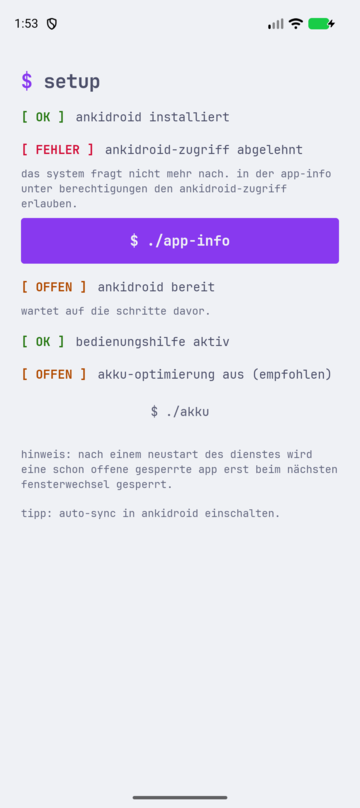 1:53
$ setup
[ OK ] ankidroid installiert
[ FEHLER ] ankidroid-zugriff abgelehnt
das system fragt nicht mehr nach. in der app-info
unter berechtigungen den ankidroid-zugriff
erlauben.
$ ./app-info
[ OFFEN ] ankidroid bereit
wartet auf die schritte davor.
[ OK ] bedienungshilfe aktiv
[ OFFEN ] akku-optimierung aus (empfohlen)
$ ./akku
hinweis: nach einem neustart des dienstes wird
eine schon offene gesperrte app erst beim nächsten
fensterwechsel gesperrt.
tipp: auto-sync in ankidroid einschalten.